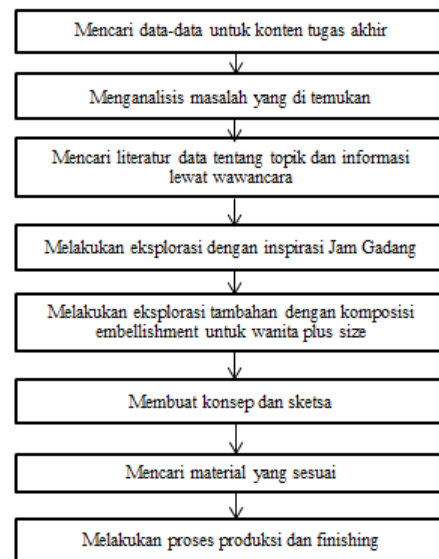 Mencari data-data untuk konten tugas akhir
Menganalisis masalah yang di temukan
Mencari literatur data tentang topik dan informasi
lewat wawancara
Melakukan eksplorasi dengan inspirasi Jam Gadang
Melakukan eksplorasi tambahan dengan komposisi
embellishment untuk wanita plus size
Membuat konsep dan sketsa
Mencari material yang sesuai
Melakukan proses produksi dan finishing